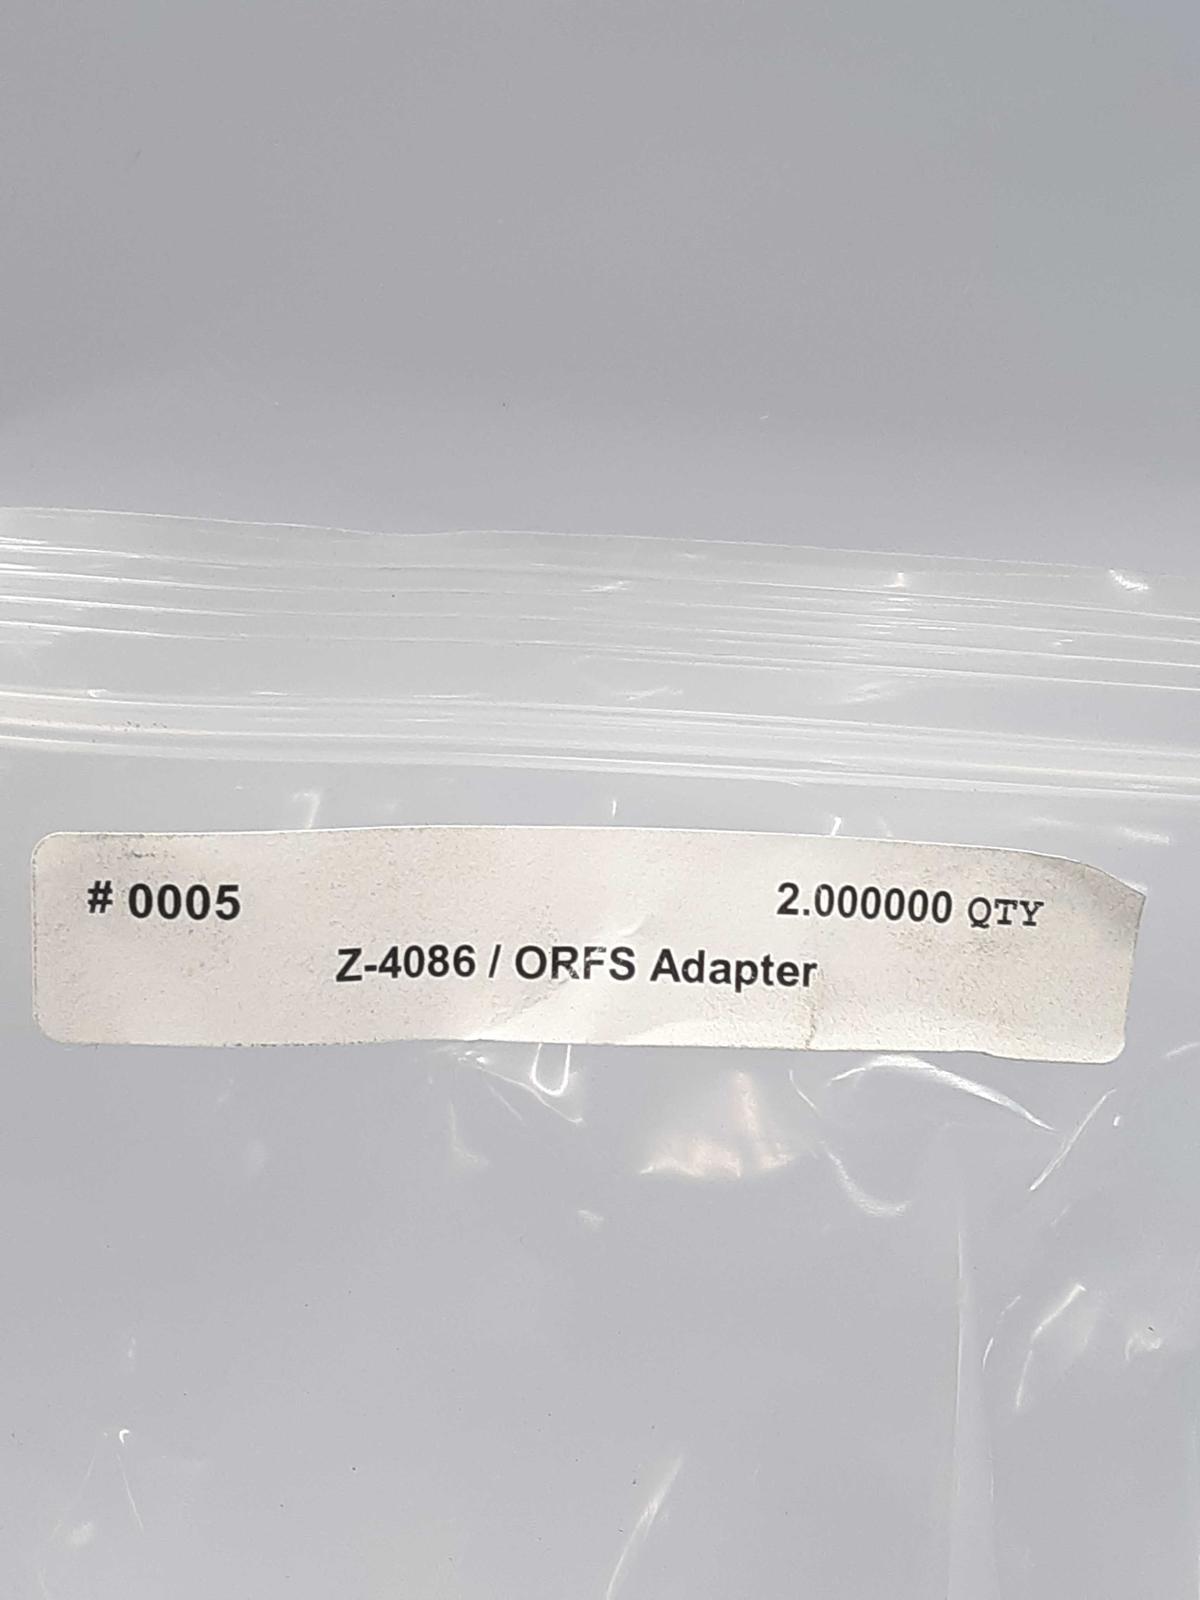 # 0005 2.000000 QTY
Z-4086 / ORFS Adapter